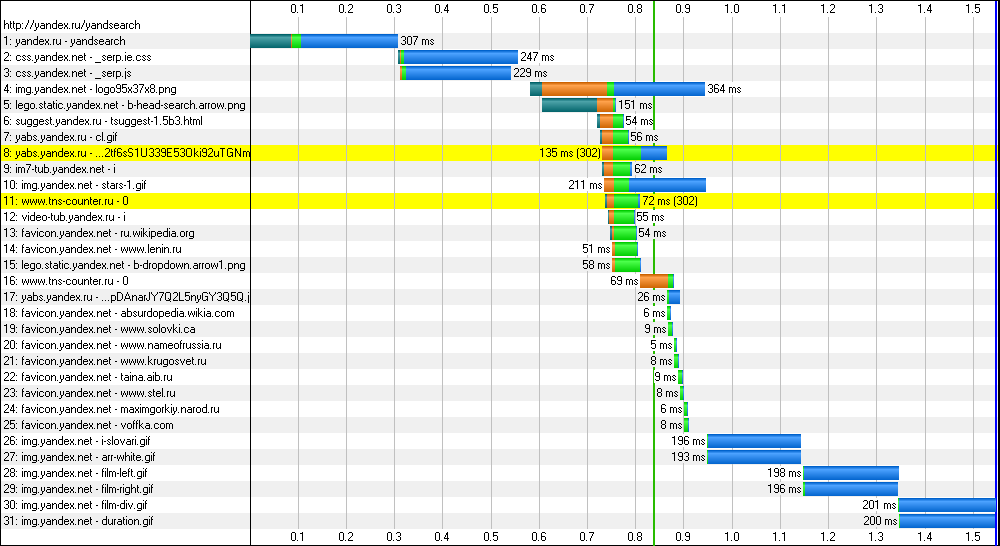 0.1 0.2 0.3 0.4 0.5 0.6 0.7 0.8 0.9 1.0 1.1 1.2 1.3 1.4 1.5
http://yandex.ru/yandsearch
1: yandex.ru - yandsearch 307 ms
2: css.yandex.net - _serp.ie.css 247 ms
3: css.yandex.net - _serp.js 229 ms
4: img.yandex.net - logo95x37x8.png 364 ms
5: lego.static.yandex.net - b-head-search.arrow.png 151 ms
6: suggest.yandex.ru - tsuggest-1.5b3.html 54 ms
7: yabs.yandex.ru - cl.gif 56 ms
8: yabs.yandex.ru - ...2tf6sS1U339E53Oki92uTGNm 135 ms (302)
9: im7-tub.yandex.net - i 62 ms
10: img.yandex.net - stars-1.gif 211 ms
11: www.tns-counter.ru - 0 72 ms (302)
12: video-tub.yandex.ru - i 55 ms
13: favicon.yandex.net - ru.wikipedia.org 54 ms
14: favicon.yandex.net - www.lenin.ru 51 ms
15: lego.static.yandex.net - b-dropdown.arrow1.png 58 ms
16: www.tns-counter.ru - 0 69 ms
17: yabs.yandex.ru - ...pDAnarJY7Q2L5nyGY3Q5Q.j 26 ms
18: favicon.yandex.net - absurdopedia.wikia.com 6 ms
19: favicon.yandex.net - www.solovki.ca 9 ms
20: favicon.yandex.net - www.nameofrussia.ru 5 ms
21: favicon.yandex.net - www.krugosvet.ru 8 ms
22: favicon.yandex.net - taina.aib.ru 9 ms
23: favicon.yandex.net - www.stel.ru 8 ms
24: favicon.yandex.net - maximgorkiy.narod.ru 6 ms
25: favicon.yandex.net - voffka.com 8 ms
26: img.yandex.net - i-slovari.gif 196 ms
27: img.yandex.net - arr-white.gif 193 ms
28: img.yandex.net - film-left.gif 198 ms
29: img.yandex.net - film-right.gif 196 ms
30: img.yandex.net - film-div.gif 201 ms
31: img.yandex.net - duration.gif 200 ms
0.1 0.2 0.3 0.4 0.5 0.6 0.7 0.8 0.9 1.0 1.1 1.2 1.3 1.4 1.5